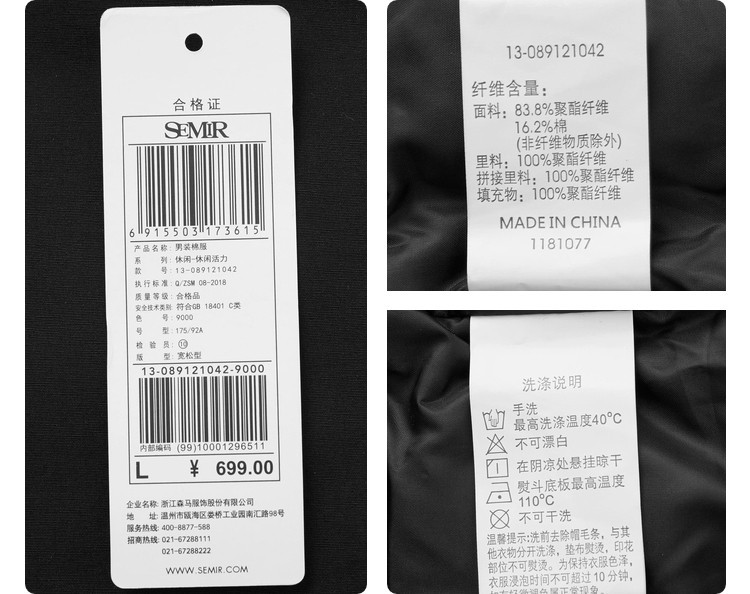 合格证
SEMIR
6 915503 173615
产品名称: 男装棉服
系 列: 休闲-休闲活力
款 号: 13-089121042
执行标准: Q/ZSM 08-2018
质量等级: 合格品
安全技术类别: 符合GB 18401 C类
色 号: 9000
号 型: 175/92A
检 验 员: ⑩
版 型: 宽松型
13-089121042-9000
内部编码 (99)10001296511
L ¥ 699.00
企业名称: 浙江森马服饰股份有限公司
地 址: 温州市瓯海区娄桥工业园南汇路98号
服务热线: 400-8877-588
招商热线: 021-67288111
021-67288222
WWW.SEMIR.COM
13-089121042
纤维含量:
面料: 83.8%聚酯纤维
16.2%棉
(非纤维物质除外)
里料: 100%聚酯纤维
拼接里料: 100%聚酯纤维
填充物: 100%聚酯纤维
MADE IN CHINA
1181077
洗涤说明
手洗
最高洗涤温度40℃
不可漂白
在阴凉处悬挂晾干
熨斗底板最高温度
110℃
不可干洗
温馨提示:洗前去除帽毛条,与其
他衣物分开洗涤,垫布熨烫,印花
部位不可熨烫。为保持衣服色泽,
衣服浸泡时间不可超过10分钟,